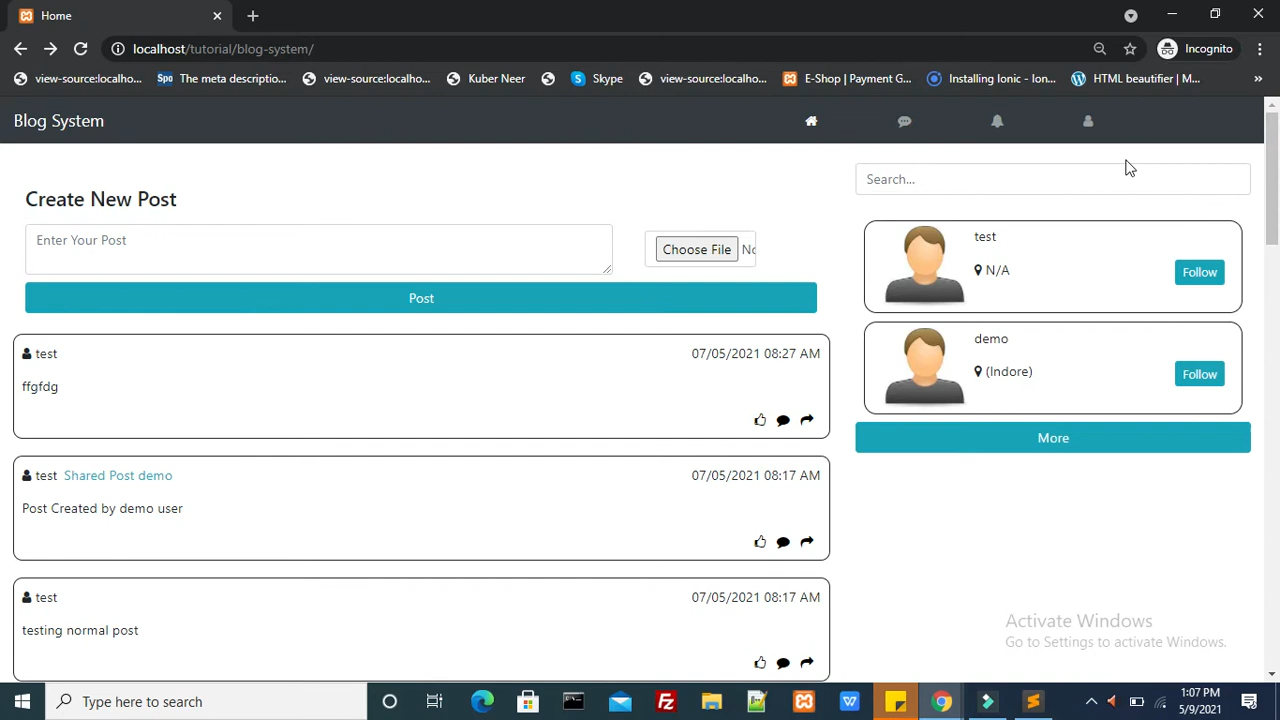 Home
localhost/tutorial/blog-system/
Incognito
view-source:localho...
Spo The meta descriptio...
view-source:localho...
Kuber Neer
Skype
view-source:localho...
E-Shop | Payment G...
Installing Ionic - Ion...
HTML beautifier | M...
»
Blog System
Search...
Create New Post
Enter Your Post
Choose File
Post
test
N/A
Follow
demo
(Indore)
Follow
More
test
07/05/2021 08:27 AM
ffgfdg
test Shared Post demo
07/05/2021 08:17 AM
Post Created by demo user
test
07/05/2021 08:17 AM
testing normal post
Activate Windows
Go to Settings to activate Windows.
Type here to search
1:07 PM
5/9/2021